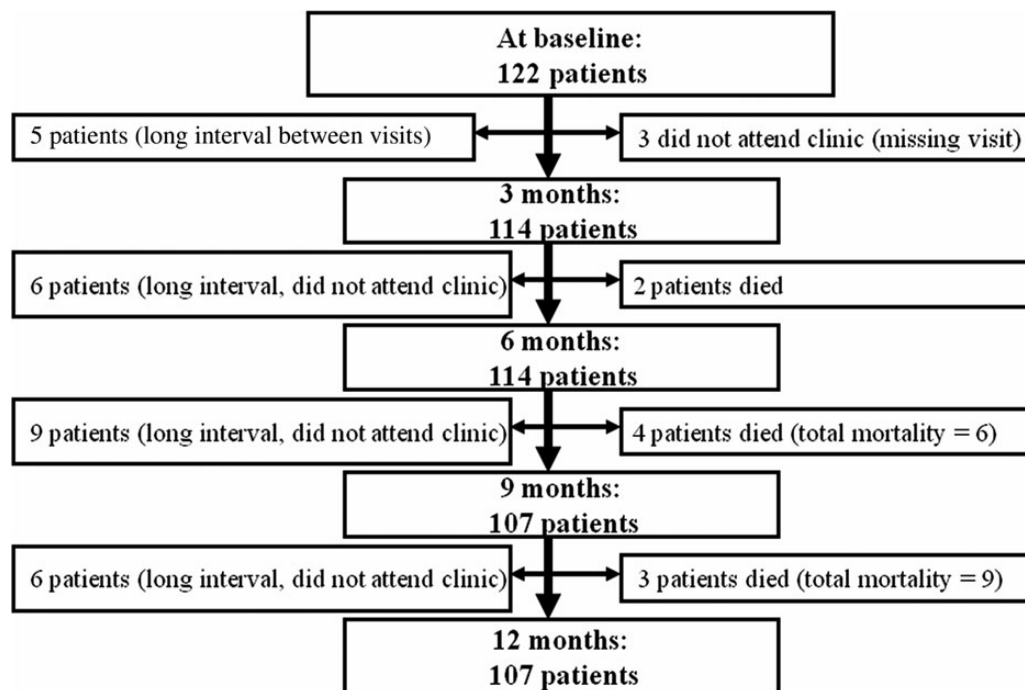 At baseline:
122 patients
5 patients (long interval between visits)
3 did not attend clinic (missing visit)
3 months:
114 patients
6 patients (long interval, did not attend clinic)
2 patients died
6 months:
114 patients
9 patients (long interval, did not attend clinic)
4 patients died (total mortality = 6)
9 months:
107 patients
6 patients (long interval, did not attend clinic)
3 patients died (total mortality = 9)
12 months:
107 patients